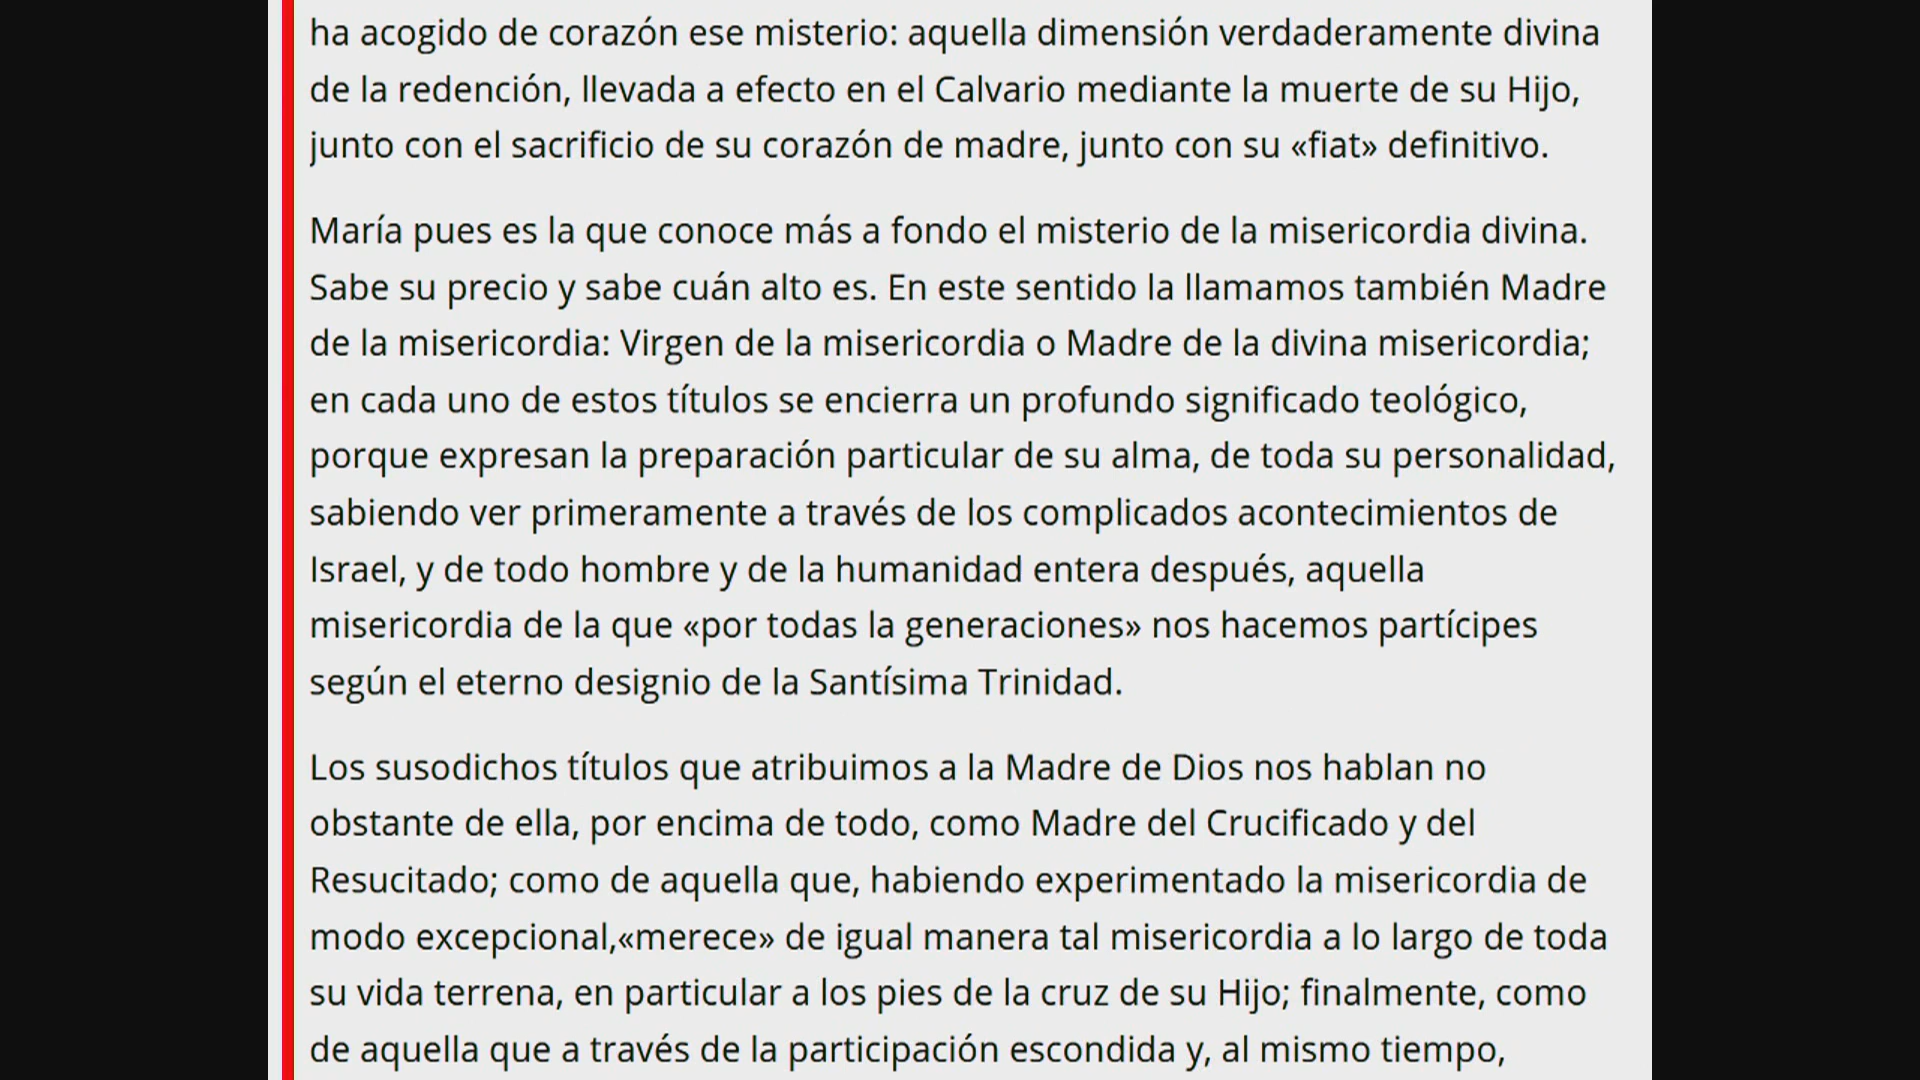 ha acogido de corazón ese misterio: aquella dimensión verdaderamente divina
de la redención, llevada a efecto en el Calvario mediante la muerte de su Hijo,
junto con el sacrificio de su corazón de madre, junto con su «fiat» definitivo.
María pues es la que conoce más a fondo el misterio de la misericordia divina.
Sabe su precio y sabe cuán alto es. En este sentido la llamamos también Madre
de la misericordia: Virgen de la misericordia o Madre de la divina misericordia;
en cada uno de estos títulos se encierra un profundo significado teológico,
porque expresan la preparación particular de su alma, de toda su personalidad,
sabiendo ver primeramente a través de los complicados acontecimientos de
Israel, y de todo hombre y de la humanidad entera después, aquella
misericordia de la que «por todas la generaciones» nos hacemos partícipes
según el eterno designio de la Santísima Trinidad.
Los susodichos títulos que atribuimos a la Madre de Dios nos hablan no
obstante de ella, por encima de todo, como Madre del Crucificado y del
Resucitado; como de aquella que, habiendo experimentado la misericordia de
modo excepcional,«merece» de igual manera tal misericordia a lo largo de toda
su vida terrena, en particular a los pies de la cruz de su Hijo; finalmente, como
de aquella que a través de la participación escondida y, al mismo tiempo,